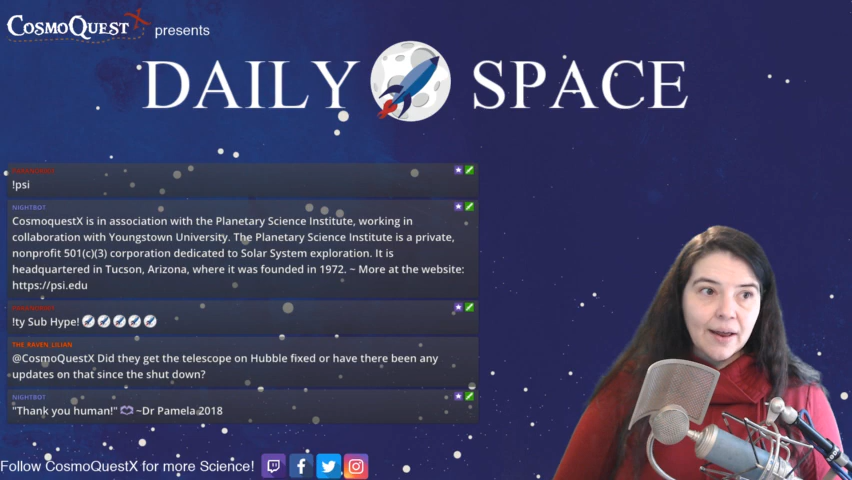 COSMOQUESTX presents
DAILY SPACE
!psi
NIGHTBOT
CosmoquestX is in association with the Planetary Science Institute, working in
collaboration with Youngstown University. The Planetary Science Institute is a private,
nonprofit 501(c)(3) corporation dedicated to Solar System exploration. It is
headquartered in Tucson, Arizona, where it was founded in 1972. ~ More at the website:
https://psi.edu
!ty Sub Hype!
THE_RAVEN_LILIAN
@CosmoQuestX Did they get the telescope on Hubble fixed or have there been any
updates on that since the shut down?
NIGHTBOT
"Thank you human!" ~Dr Pamela 2018
Follow CosmoQuestX for more Science!